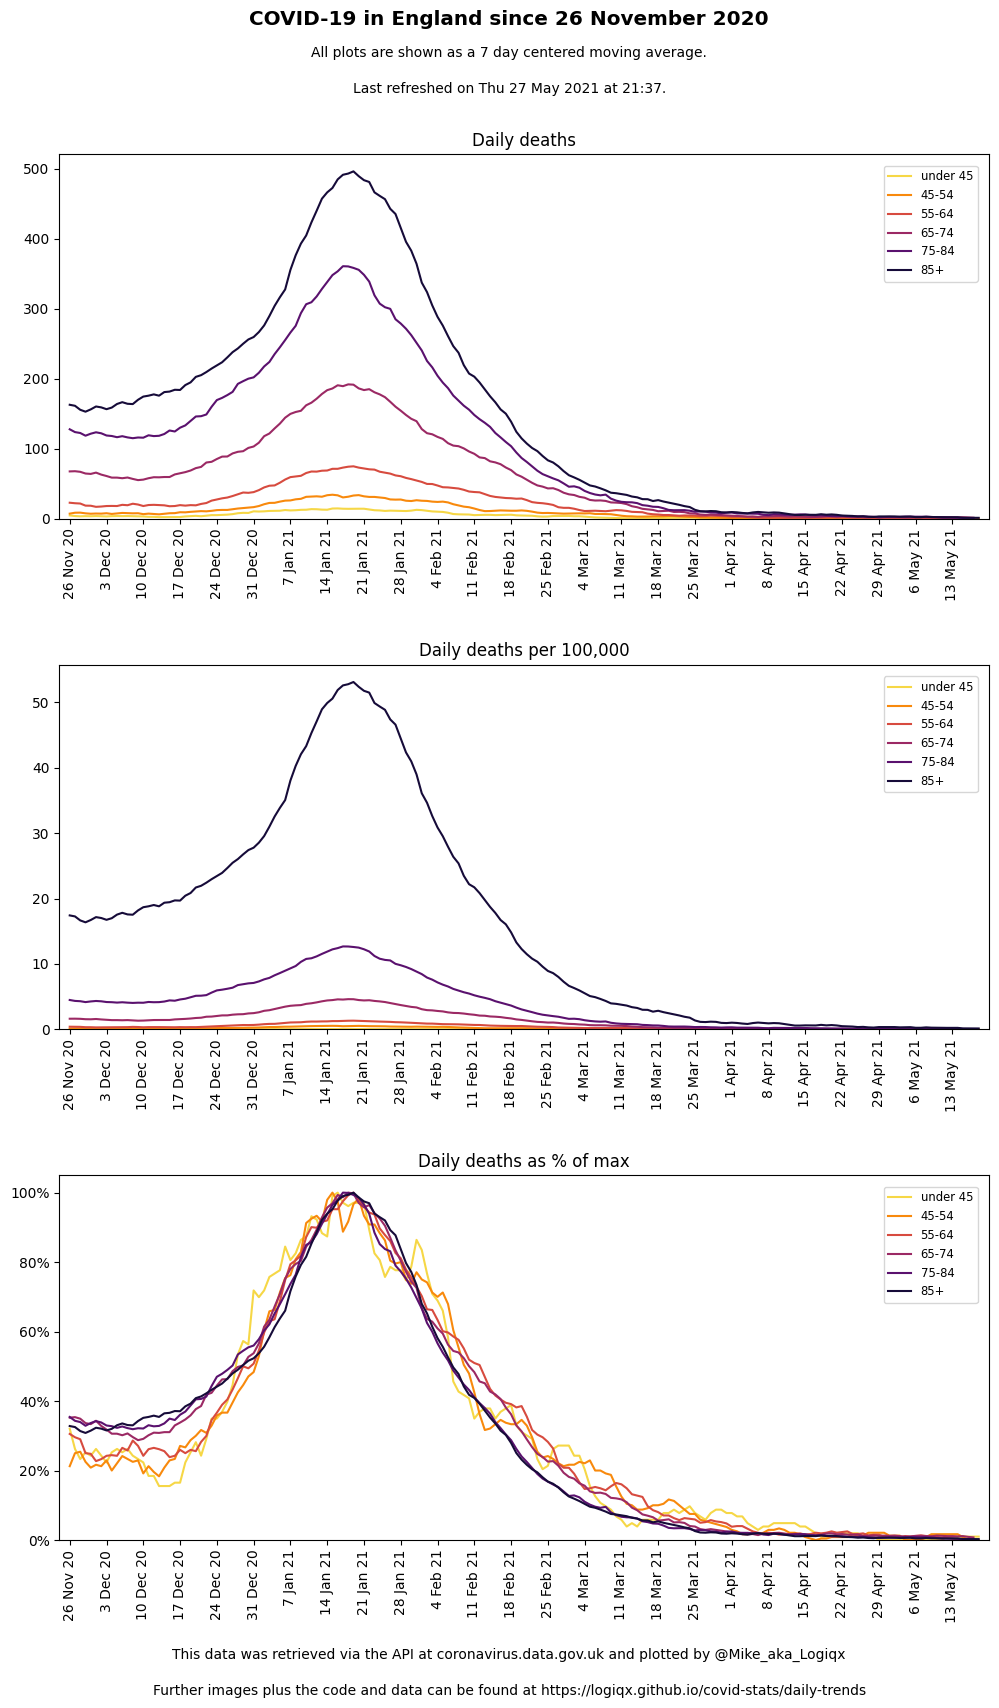 COVID-19 in England since 26 November 2020
All plots are shown as a 7 day centered moving average.
Last refreshed on Thu 27 May 2021 at 21:37.
Daily deaths
500
400
300
200
100
0
under 45
45-54
55-64
65-74
75-84
85+
26 Nov 20
3 Dec 20
10 Dec 20
17 Dec 20
24 Dec 20
31 Dec 20
7 Jan 21
14 Jan 21
21 Jan 21
28 Jan 21
4 Feb 21
11 Feb 21
18 Feb 21
25 Feb 21
4 Mar 21
11 Mar 21
18 Mar 21
25 Mar 21
1 Apr 21
8 Apr 21
15 Apr 21
22 Apr 21
29 Apr 21
6 May 21
13 May 21
Daily deaths per 100,000
50
40
30
20
10
0
under 45
45-54
55-64
65-74
75-84
85+
26 Nov 20
3 Dec 20
10 Dec 20
17 Dec 20
24 Dec 20
31 Dec 20
7 Jan 21
14 Jan 21
21 Jan 21
28 Jan 21
4 Feb 21
11 Feb 21
18 Feb 21
25 Feb 21
4 Mar 21
11 Mar 21
18 Mar 21
25 Mar 21
1 Apr 21
8 Apr 21
15 Apr 21
22 Apr 21
29 Apr 21
6 May 21
13 May 21
Daily deaths as % of max
100%
80%
60%
40%
20%
0%
under 45
45-54
55-64
65-74
75-84
85+
26 Nov 20
3 Dec 20
10 Dec 20
17 Dec 20
24 Dec 20
31 Dec 20
7 Jan 21
14 Jan 21
21 Jan 21
28 Jan 21
4 Feb 21
11 Feb 21
18 Feb 21
25 Feb 21
4 Mar 21
11 Mar 21
18 Mar 21
25 Mar 21
1 Apr 21
8 Apr 21
15 Apr 21
22 Apr 21
29 Apr 21
6 May 21
13 May 21
This data was retrieved via the API at coronavirus.data.gov.uk and plotted by @Mike_aka_Logiqx
Further images plus the code and data can be found at https://logiqx.github.io/covid-stats/daily-trends